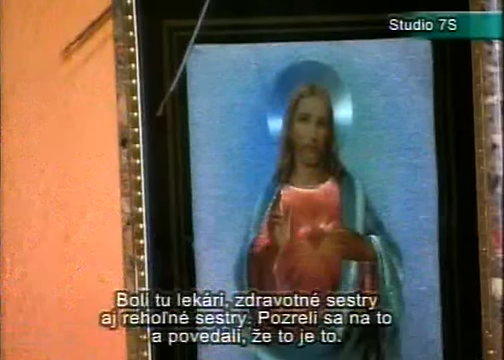 Studio 7S
Boli tu lekári, zdravotné sestry
aj rehoľné sestry. Pozreli sa na to
a povedali, že to je to.